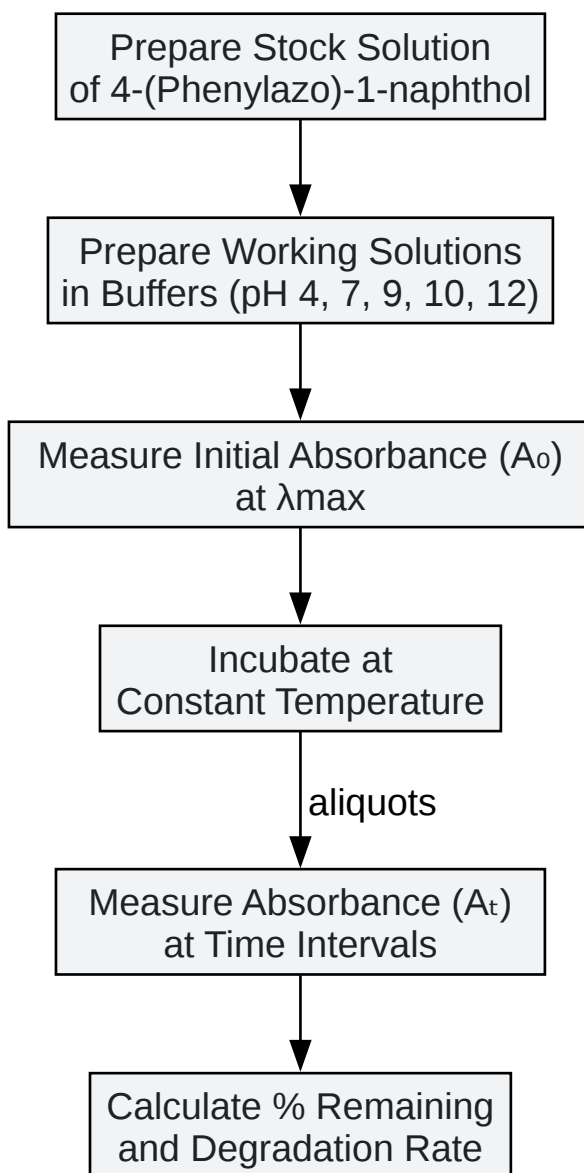 Prepare Stock Solution
of 4-(Phenylazo)-1-naphthol
Prepare Working Solutions
in Buffers (pH 4, 7, 9, 10, 12)
Measure Initial Absorbance (A₀)
at λmax
Incubate at
Constant Temperature
aliquots
Measure Absorbance (Aₜ)
at Time Intervals
Calculate % Remaining
and Degradation Rate